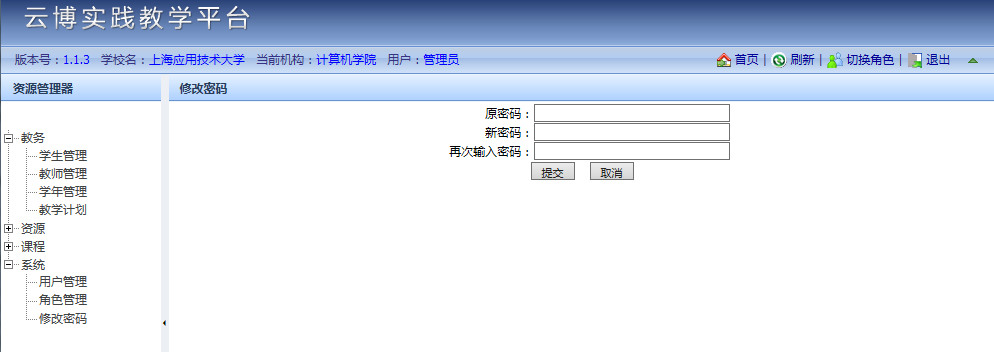 云博实践教学平台
版本号：1.1.3 学校名：上海应用技术大学 当前机构：计算机学院 用户：管理员 首页 | 刷新 | 切换角色 | 退出
资源管理器
修改密码
教务
学生管理
教师管理
学年管理
教学计划
资源
课程
系统
用户管理
角色管理
修改密码
原密码：
新密码：
再次输入密码：
提交 取消